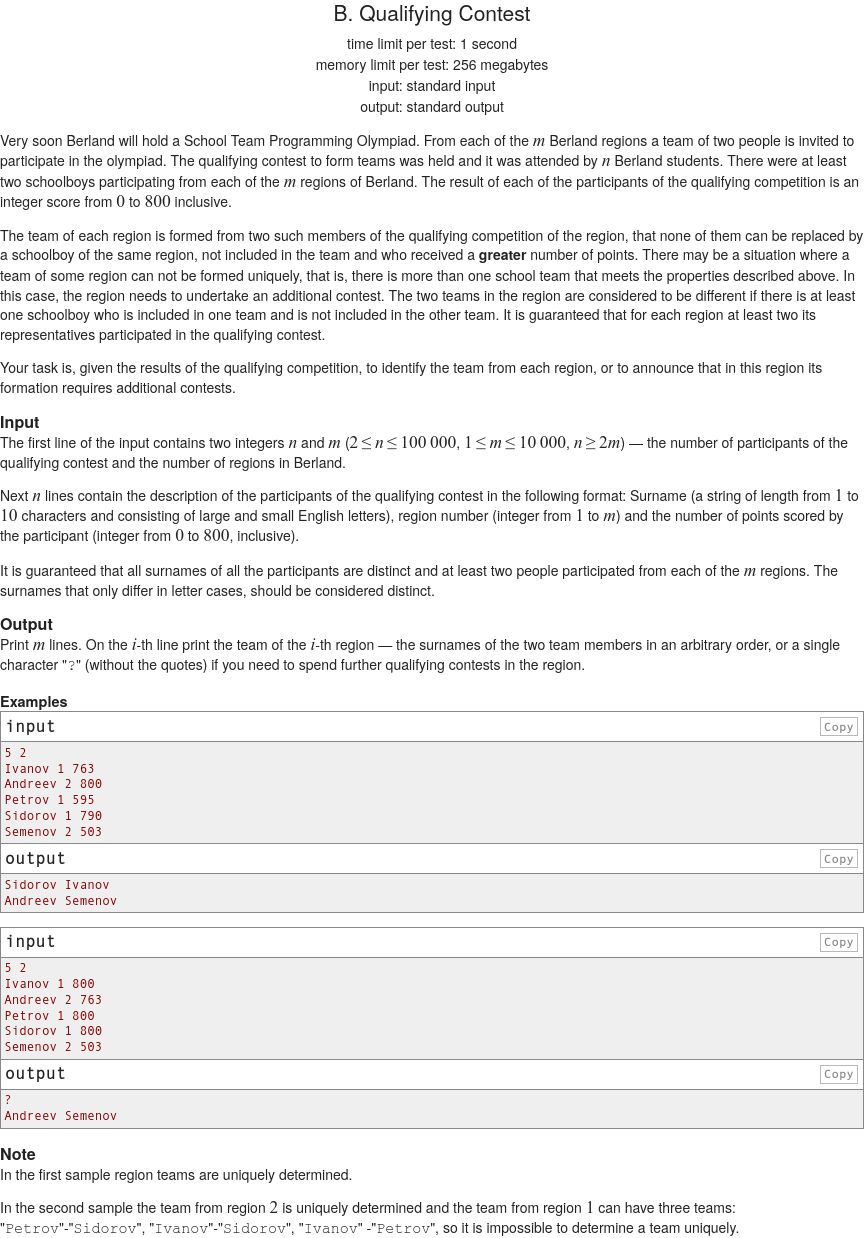 B. Qualifying Contest
time limit per test: 1 second
memory limit per test: 256 megabytes
input: standard input
output: standard output
Very soon Berland will hold a School Team Programming Olympiad. From each of the m Berland regions a team of two people is invited to
participate in the olympiad. The qualifying contest to form teams was held and it was attended by n Berland students. There were at least
two schoolboys participating from each of the m regions of Berland. The result of each of the participants of the qualifying competition is an
integer score from 0 to 800 inclusive.
The team of each region is formed from two such members of the qualifying competition of the region, that none of them can be replaced by
a schoolboy of the same region, not included in the team and who received a greater number of points. There may be a situation where a
team of some region can not be formed uniquely, that is, there is more than one school team that meets the properties described above. In
this case, the region needs to undertake an additional contest. The two teams in the region are considered to be different if there is at least
one schoolboy who is included in one team and is not included in the other team. It is guaranteed that for each region at least two its
representatives participated in the qualifying contest.
Your task is, given the results of the qualifying competition, to identify the team from each region, or to announce that in this region its
formation requires additional contests.
Input
The first line of the input contains two integers n and m (2 ≤ n ≤ 100 000, 1 ≤ m ≤ 10 000, n ≥ 2m) — the number of participants of the
qualifying contest and the number of regions in Berland.
Next n lines contain the description of the participants of the qualifying contest in the following format: Surname (a string of length from 1 to
10 characters and consisting of large and small English letters), region number (integer from 1 to m) and the number of points scored by
the participant (integer from 0 to 800, inclusive).
It is guaranteed that all surnames of all the participants are distinct and at least two people participated from each of the m regions. The
surnames that only differ in letter cases, should be considered distinct.
Output
Print m lines. On the i-th line print the team of the i-th region — the surnames of the two team members in an arbitrary order, or a single
character "?" (without the quotes) if you need to spend further qualifying contests in the region.
Examples
input Copy
5 2
Ivanov 1 763
Andreev 2 800
Petrov 1 595
Sidorov 1 790
Semenov 2 503
output Copy
Sidorov Ivanov
Andreev Semenov
input Copy
5 2
Ivanov 1 800
Andreev 2 763
Petrov 1 800
Sidorov 1 800
Semenov 2 503
output Copy
?
Andreev Semenov
Note
In the first sample region teams are uniquely determined.
In the second sample the team from region 2 is uniquely determined and the team from region 1 can have three teams:
"Petrov"-"Sidorov", "Ivanov"-"Sidorov", "Ivanov" -"Petrov", so it is impossible to determine a team uniquely.